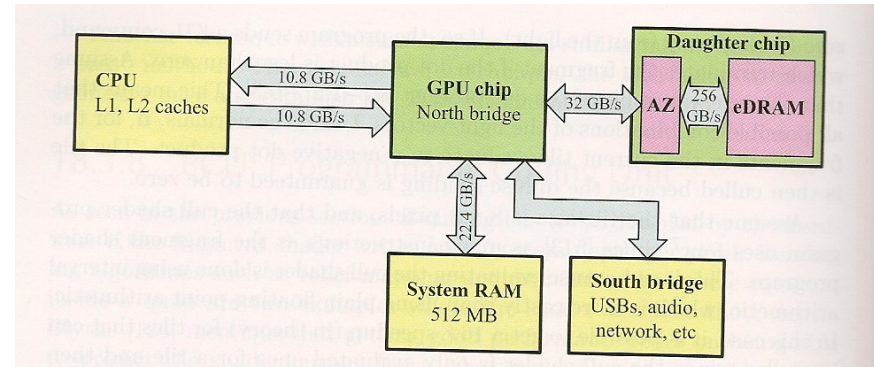 CPU
L1, L2 caches
10.8 GB/s
10.8 GB/s
GPU chip
North bridge
32 GB/s
Daughter chip
AZ
256
GB/s
eDRAM
22.4 GB/s
System RAM
512 MB
South bridge
USBs, audio,
network, etc